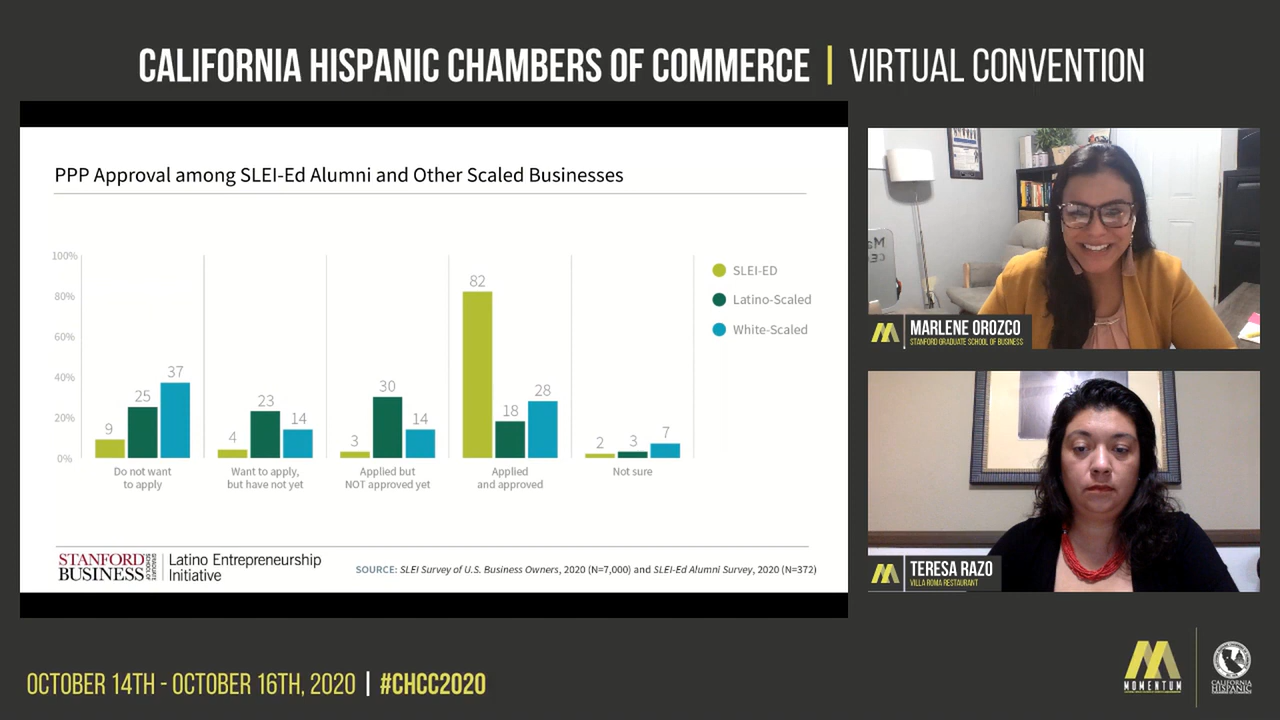 CALIFORNIA HISPANIC CHAMBERS OF COMMERCE | VIRTUAL CONVENTION
PPP Approval among SLEI-Ed Alumni and Other Scaled Businesses
100%
80%
60%
40%
20%
0%
9
25
37
4
23
14
3
30
14
82
18
28
2
3
7
Do not want
to apply
Want to apply,
but have not yet
Applied but
NOT approved yet
Applied
and approved
Not sure
SLEI-ED
Latino-Scaled
White-Scaled
STANFORD
BUSINESS
GRADUATE
SCHOOL OF
BUSINESS
Latino Entrepreneurship
Initiative
SOURCE: SLEI Survey of U.S. Business Owners, 2020 (N=7,000) and SLEI-Ed Alumni Survey, 2020 (N=372)
MARLENE OROZCO
STANFORD GRADUATE SCHOOL OF BUSINESS
TERESA RAZO
VILLA ROMA RESTAURANT
OCTOBER 14TH - OCTOBER 16TH, 2020 | #CHCC2020
MOMENTUM
CALIFORNIA
HISPANIC